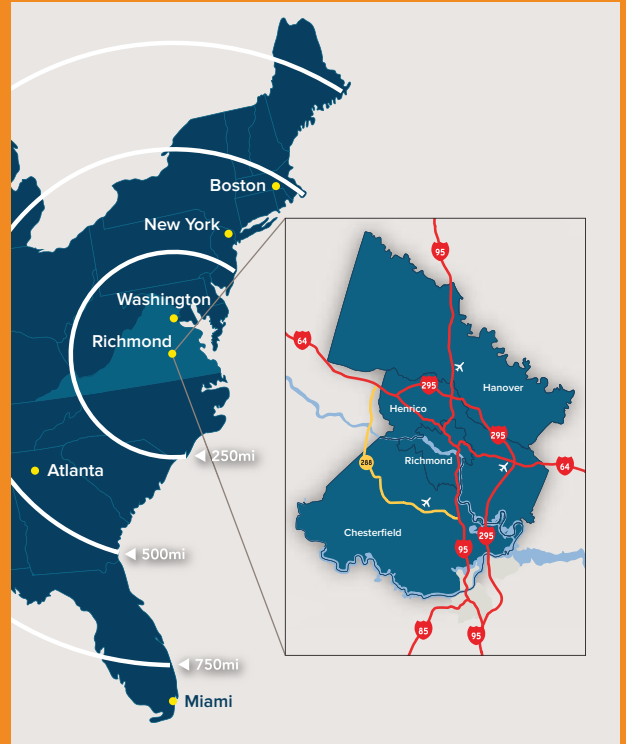 Boston
New York
Washington
Richmond
250mi
Atlanta
500mi
750mi
Miami
95
64
295
Hanover
Henrico
295
Richmond
288
64
Chesterfield
295
95
85
95